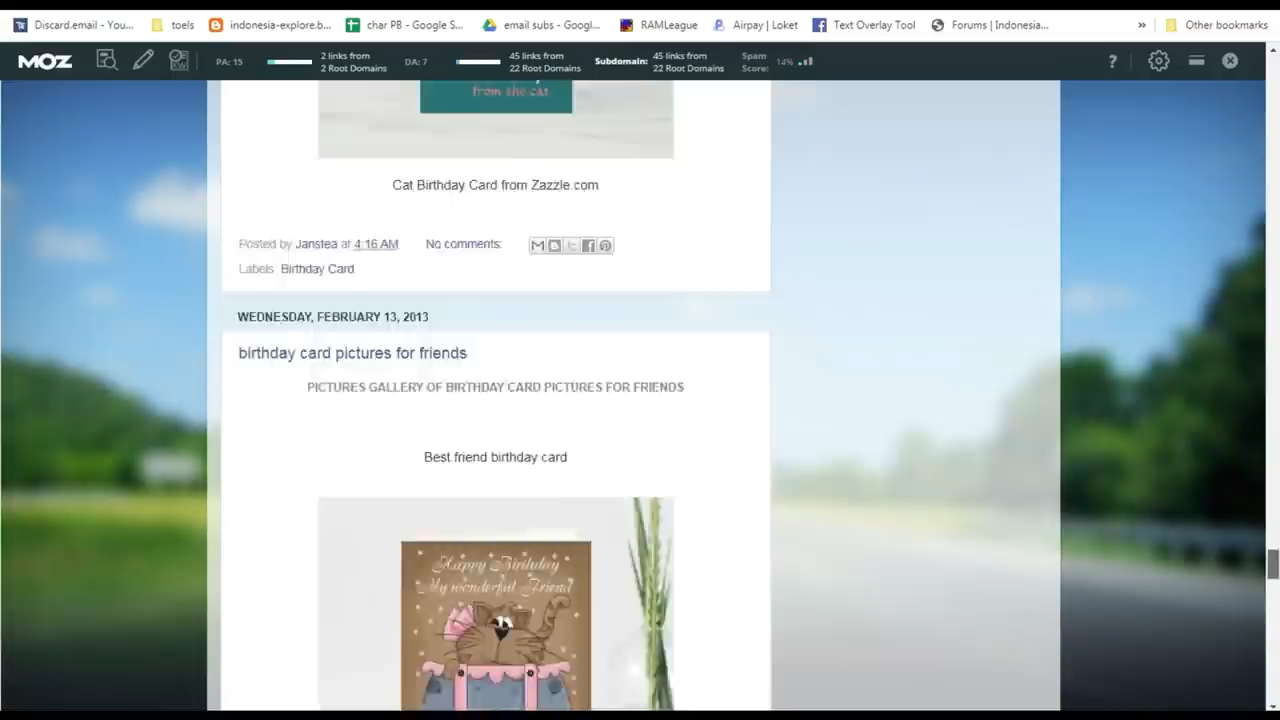 Discard.email - You... toels indonesia-explore.b... char PB - Google S... email subs - Googl... RAMLeague Airpay | Loket Text Overlay Tool Forums | Indonesia... » Other bookmarks
MOZ PA: 15 2 links from 2 Root Domains DA: 7 45 links from 22 Root Domains Subdomain: 45 links from 22 Root Domains Spam Score: 14% ?
from the cat
Cat Birthday Card from Zazzle.com
Posted by Janstea at 4:16 AM No comments:
Labels Birthday Card
WEDNESDAY, FEBRUARY 13, 2013
birthday card pictures for friends
PICTURES GALLERY OF BIRTHDAY CARD PICTURES FOR FRIENDS
Best friend birthday card
Happy Birthday
My wonderful Friend